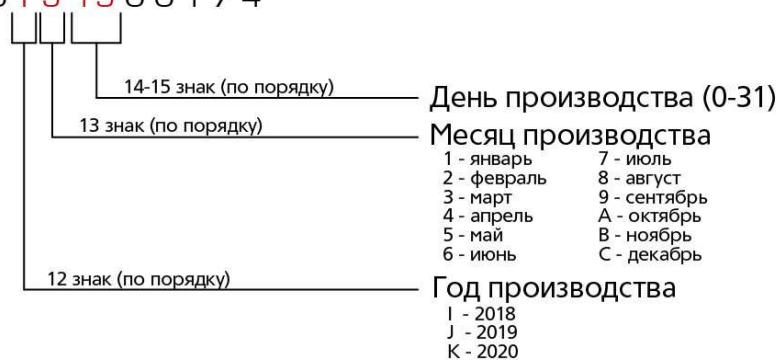 14-15 знак (по порядку)
День производства (0-31)
13 знак (по порядку)
Месяц производства
1 - январь 7 - июль
2 - февраль 8 - август
3 - март 9 - сентябрь
4 - апрель А - октябрь
5 - май В - ноябрь
6 - июнь С - декабрь
12 знак (по порядку)
Год производства
I - 2018
J - 2019
K - 2020